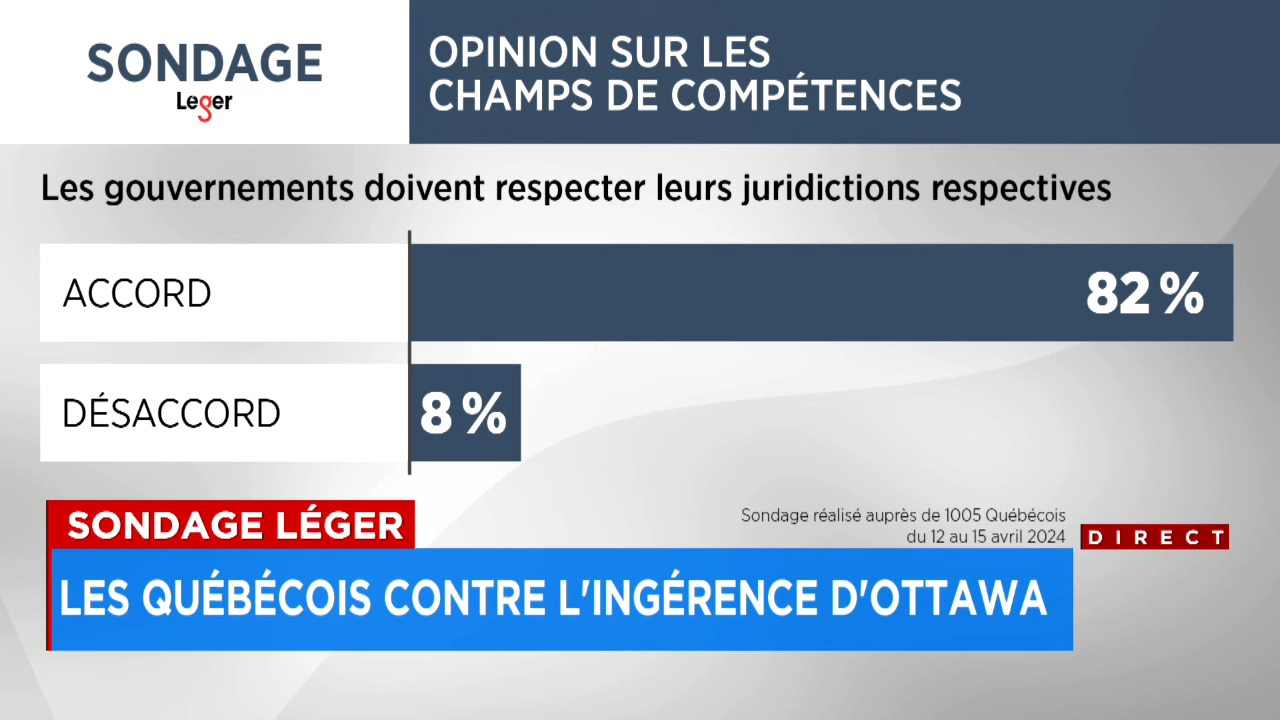 SONDAGE
Leger
OPINION SUR LES
CHAMPS DE COMPÉTENCES
Les gouvernements doivent respecter leurs juridictions respectives
ACCORD
82 %
DÉSACCORD
8 %
SONDAGE LÉGER
Sondage réalisé auprès de 1005 Québécois
du 12 au 15 avril 2024
DIRECT
LES QUÉBÉCOIS CONTRE L'INGÉRENCE D'OTTAWA